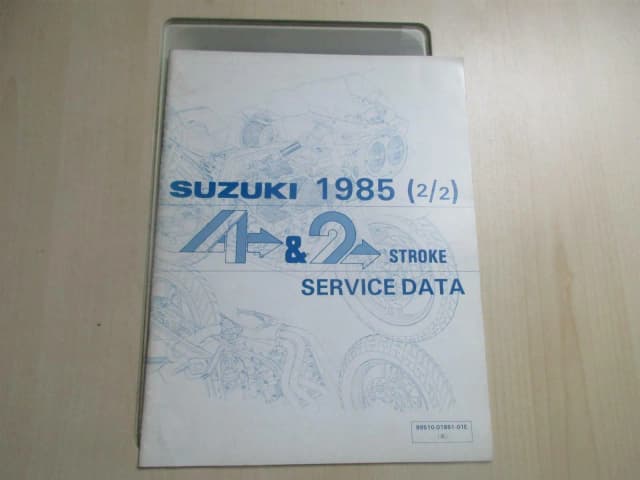 SUZUKI 1985 (2/2)
4 & 2 STROKE
SERVICE DATA